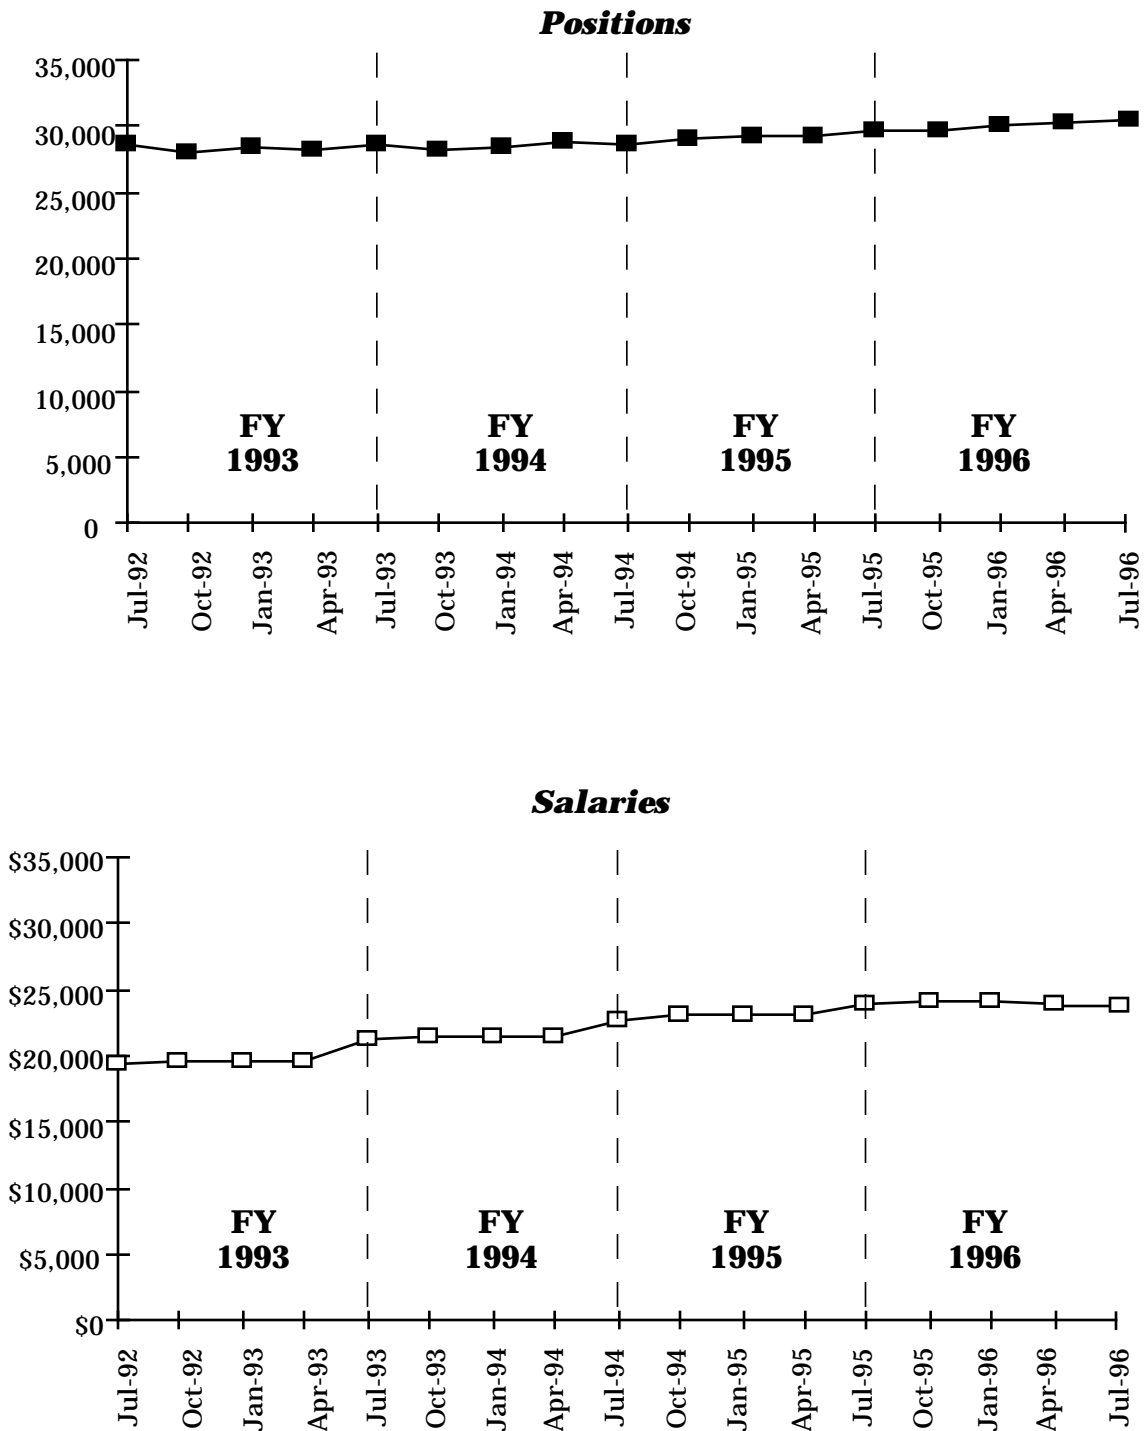 Positions
35,000
30,000
25,000
20,000
15,000
10,000
5,000
0
FY FY FY FY
1993 1994 1995 1996
Jul-92 Oct-92 Jan-93 Apr-93 Jul-93 Oct-93 Jan-94 Apr-94 Jul-94 Oct-94 Jan-95 Apr-95 Jul-95 Oct-95 Jan-96 Apr-96 Jul-96
Salaries
$35,000
$30,000
$25,000
$20,000
$15,000
$10,000
$5,000
$0
FY FY FY FY
1993 1994 1995 1996
Jul-92 Oct-92 Jan-93 Apr-93 Jul-93 Oct-93 Jan-94 Apr-94 Jul-94 Oct-94 Jan-95 Apr-95 Jul-95 Oct-95 Jan-96 Apr-96 Jul-96